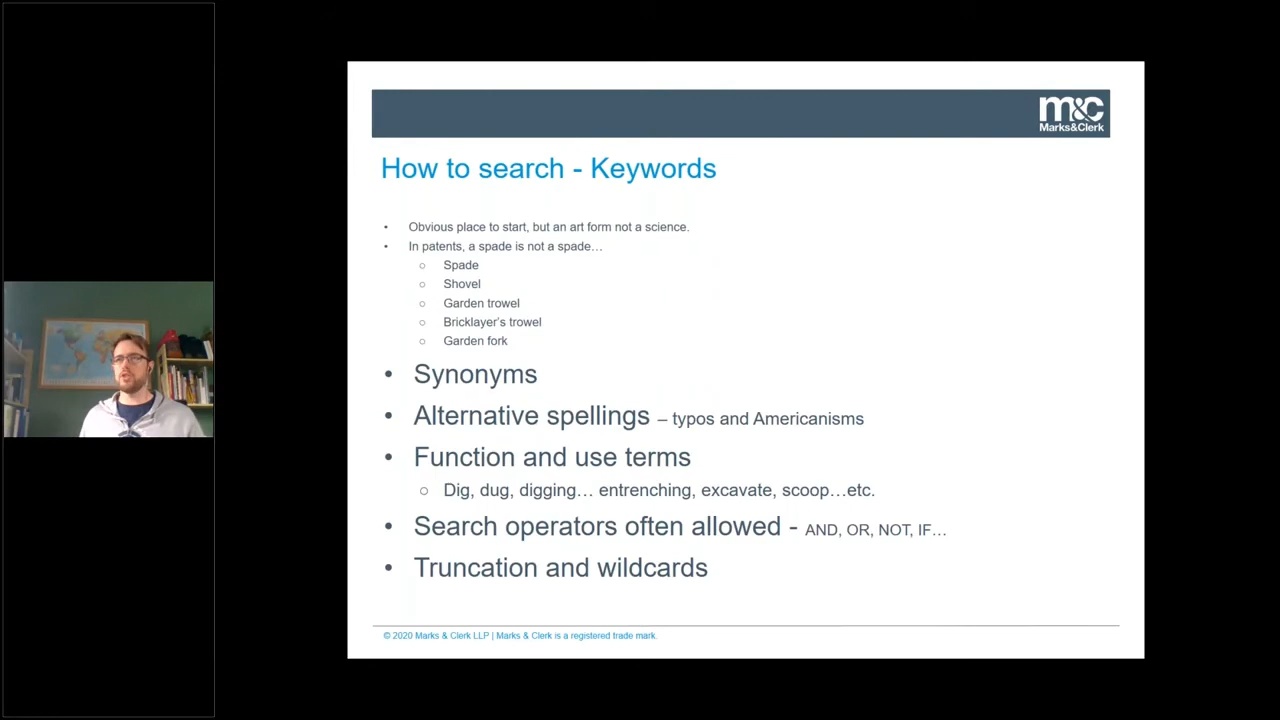 m&c
Marks&Clerk
How to search - Keywords
• Obvious place to start, but an art form not a science.
• In patents, a spade is not a spade…
○ Spade
○ Shovel
○ Garden trowel
○ Bricklayer's trowel
○ Garden fork
• Synonyms
• Alternative spellings – typos and Americanisms
• Function and use terms
○ Dig, dug, digging… entrenching, excavate, scoop…etc.
• Search operators often allowed - AND, OR, NOT, IF…
• Truncation and wildcards
© 2020 Marks & Clerk LLP | Marks & Clerk is a registered trade mark.